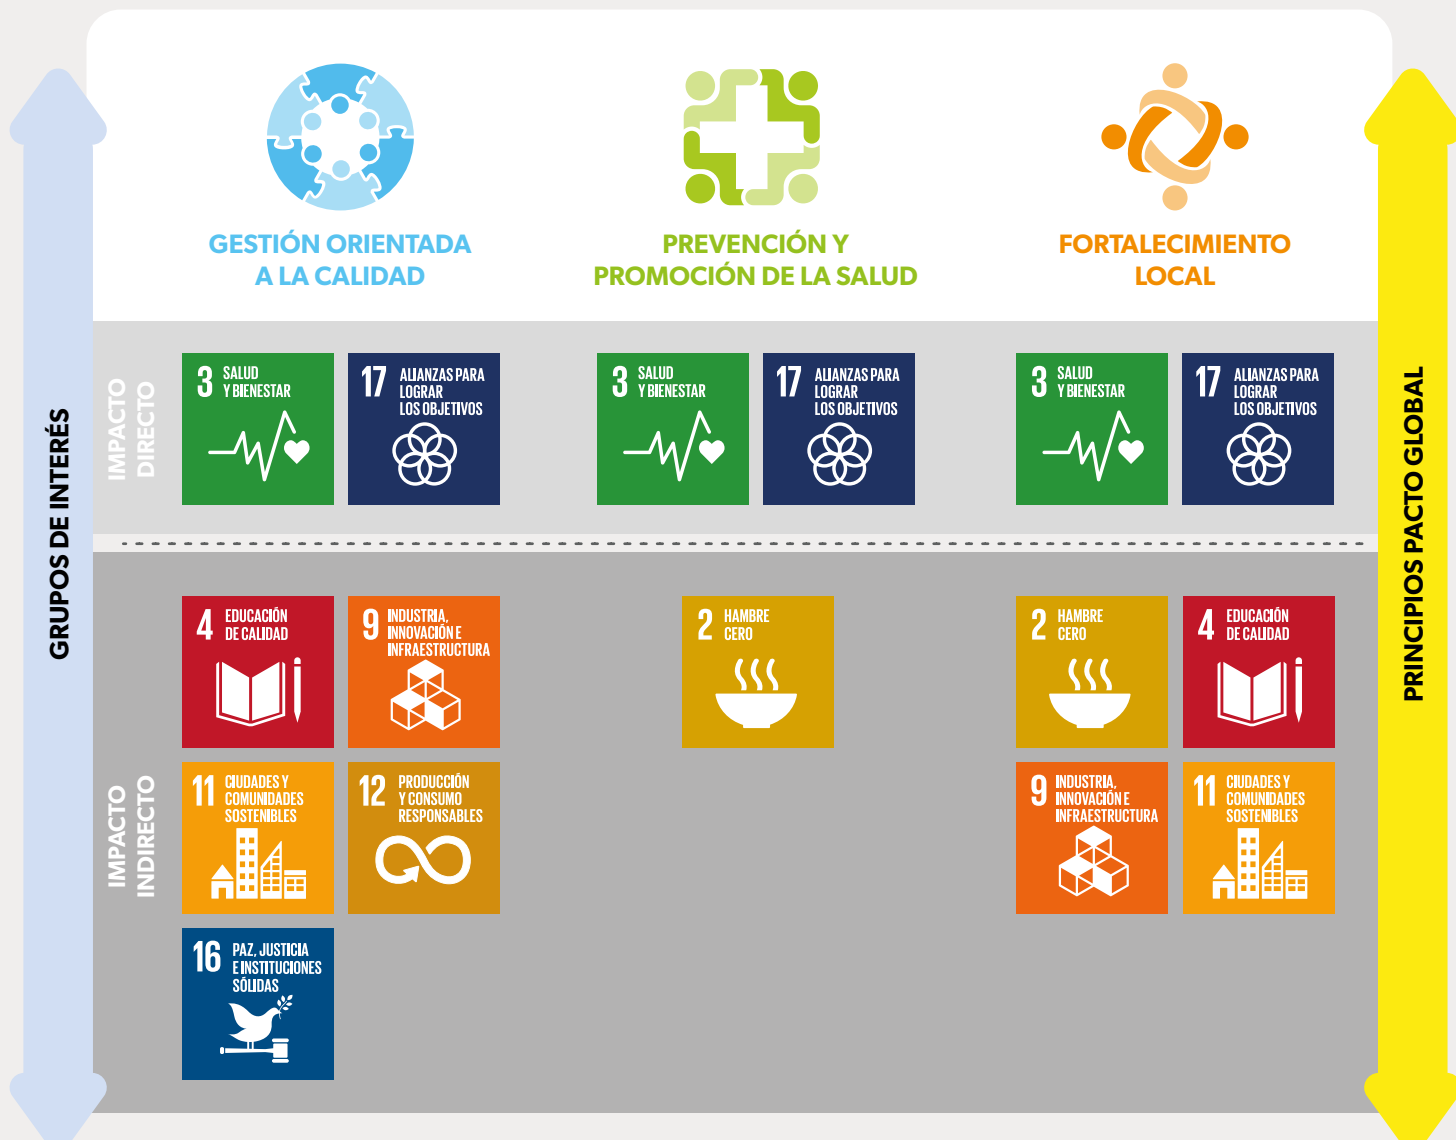 GESTIÓN ORIENTADA
A LA CALIDAD
PREVENCIÓN Y
PROMOCIÓN DE LA SALUD
FORTALECIMIENTO
LOCAL
GRUPOS DE INTERÉS
PRINCIPIOS PACTO GLOBAL
IMPACTO
DIRECTO
3 SALUD
Y BIENESTAR
17 ALIANZAS PARA
LOGRAR
LOS OBJETIVOS
3 SALUD
Y BIENESTAR
17 ALIANZAS PARA
LOGRAR
LOS OBJETIVOS
3 SALUD
Y BIENESTAR
17 ALIANZAS PARA
LOGRAR
LOS OBJETIVOS
IMPACTO
INDIRECTO
4 EDUCACIÓN
DE CALIDAD
9 INDUSTRIA,
INNOVACIÓN E
INFRAESTRUCTURA
2 HAMBRE
CERO
2 HAMBRE
CERO
4 EDUCACIÓN
DE CALIDAD
11 CIUDADES Y
COMUNIDADES
SOSTENIBLES
12 PRODUCCIÓN
Y CONSUMO
RESPONSABLES
9 INDUSTRIA,
INNOVACIÓN E
INFRAESTRUCTURA
11 CIUDADES Y
COMUNIDADES
SOSTENIBLES
16 PAZ, JUSTICIA
E INSTITUCIONES
SÓLIDAS